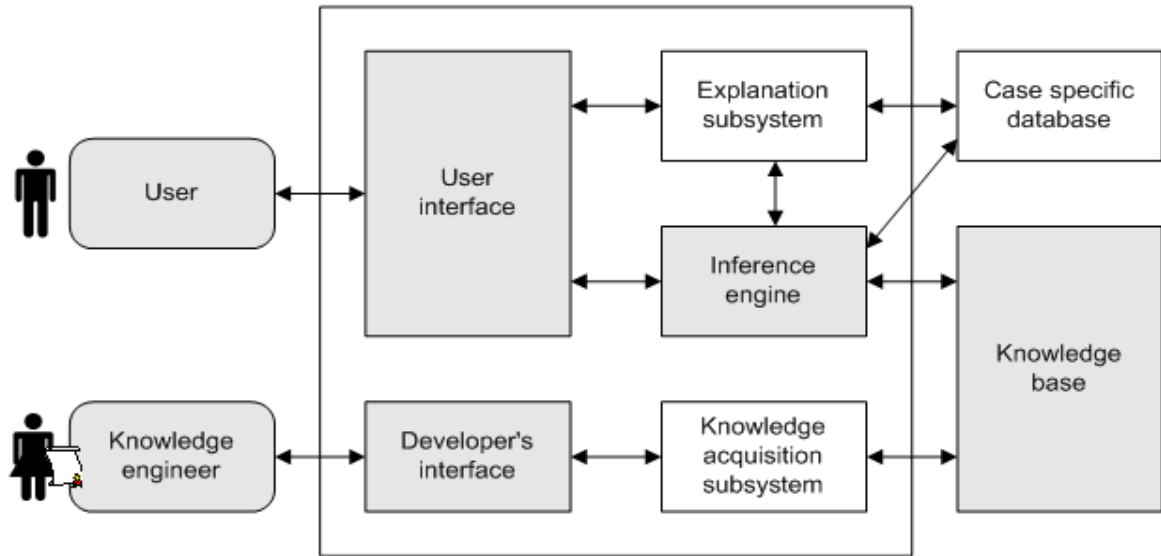 Explanation
subsystem
Case specific
database
User
User
interface
Inference
engine
Knowledge
base
Knowledge
engineer
Developer's
interface
Knowledge
acquisition
subsystem